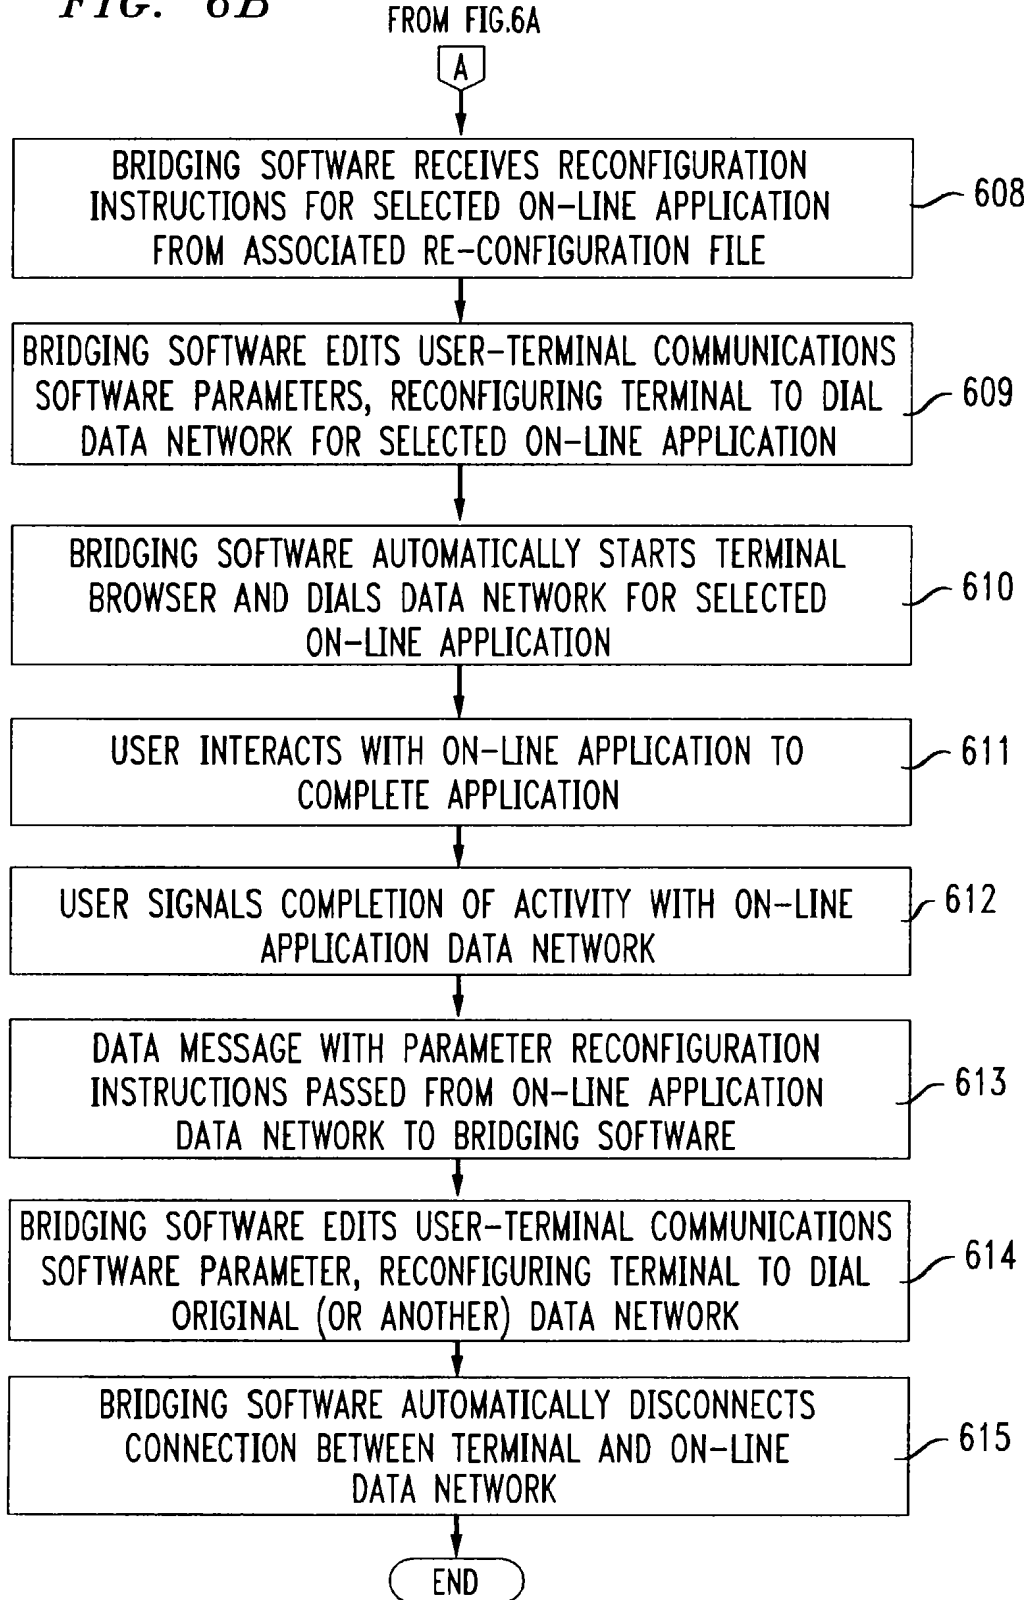 FIG. 6B
FROM FIG.6A
A
BRIDGING SOFTWARE RECEIVES RECONFIGURATION
INSTRUCTIONS FOR SELECTED ON-LINE APPLICATION
FROM ASSOCIATED RE-CONFIGURATION FILE
608
BRIDGING SOFTWARE EDITS USER-TERMINAL COMMUNICATIONS
SOFTWARE PARAMETERS, RECONFIGURING TERMINAL TO DIAL
DATA NETWORK FOR SELECTED ON-LINE APPLICATION
609
BRIDGING SOFTWARE AUTOMATICALLY STARTS TERMINAL
BROWSER AND DIALS DATA NETWORK FOR SELECTED
ON-LINE APPLICATION
610
USER INTERACTS WITH ON-LINE APPLICATION TO
COMPLETE APPLICATION
611
USER SIGNALS COMPLETION OF ACTIVITY WITH ON-LINE
APPLICATION DATA NETWORK
612
DATA MESSAGE WITH PARAMETER RECONFIGURATION
INSTRUCTIONS PASSED FROM ON-LINE APPLICATION
DATA NETWORK TO BRIDGING SOFTWARE
613
BRIDGING SOFTWARE EDITS USER-TERMINAL COMMUNICATIONS
SOFTWARE PARAMETER, RECONFIGURING TERMINAL TO DIAL
ORIGINAL (OR ANOTHER) DATA NETWORK
614
BRIDGING SOFTWARE AUTOMATICALLY DISCONNECTS
CONNECTION BETWEEN TERMINAL AND ON-LINE
DATA NETWORK
615
END